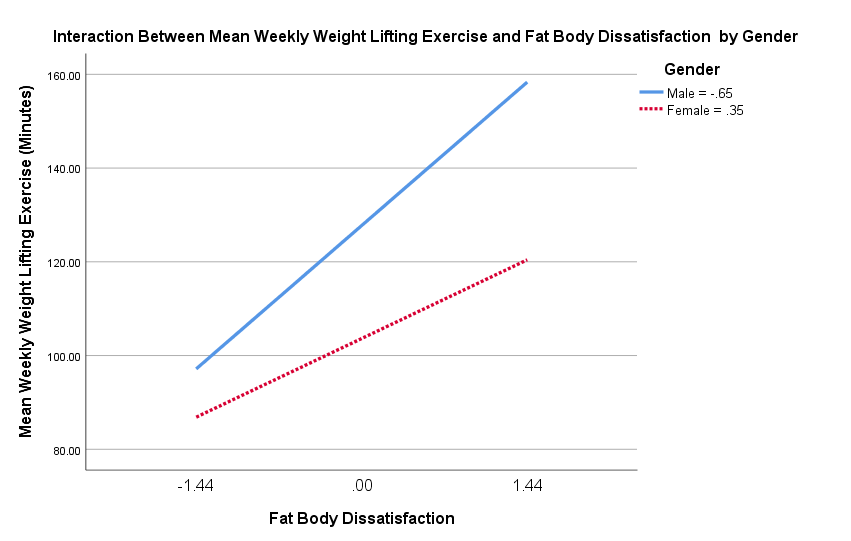 Interaction Between Mean Weekly Weight Lifting Exercise and Fat Body Dissatisfaction  by Gender
Mean Weekly Weight Lifting Exercise (Minutes)
160.00
140.00
120.00
100.00
80.00
-1.44
.00
1.44
Fat Body Dissatisfaction
Gender
Male = -.65
Female = .35